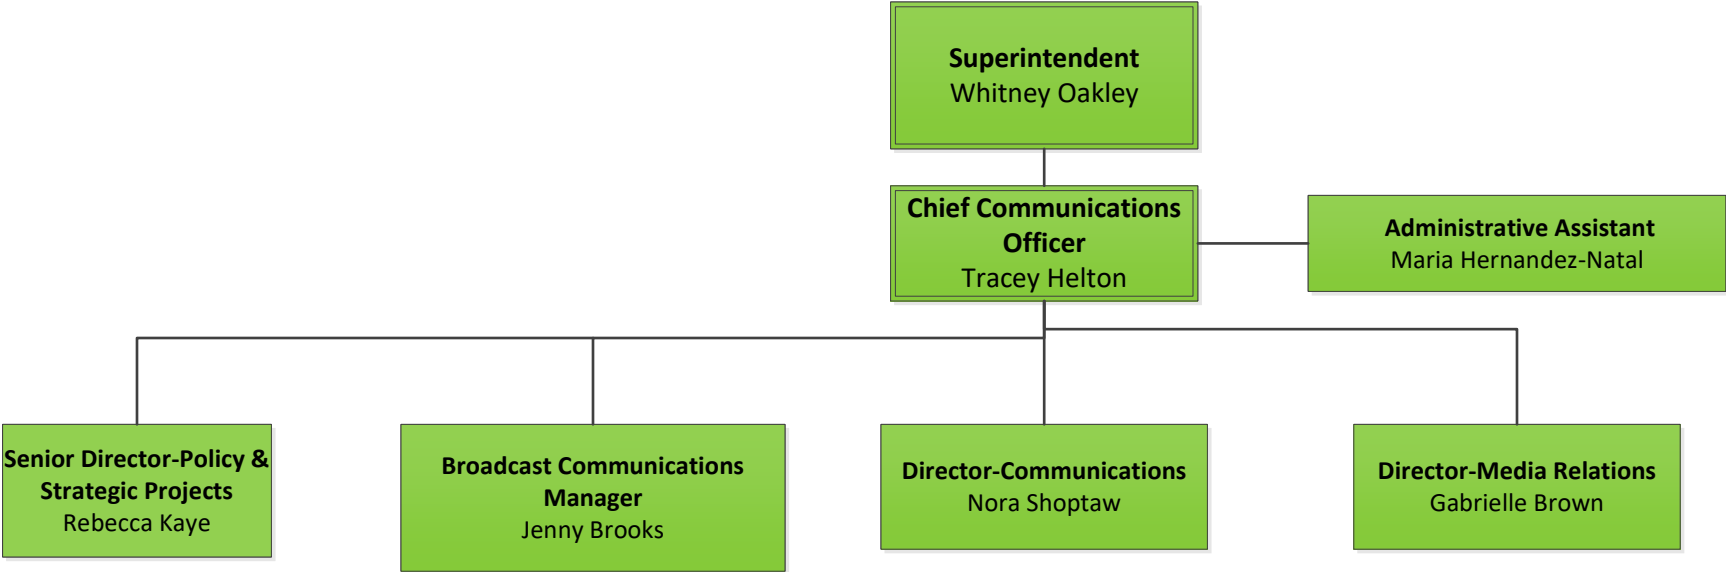 Superintendent
Whitney Oakley
Chief Communications
Officer
Tracey Helton
Administrative Assistant
Maria Hernandez-Natal
Senior Director-Policy &
Strategic Projects
Rebecca Kaye
Broadcast Communications
Manager
Jenny Brooks
Director-Communications
Nora Shoptaw
Director-Media Relations
Gabrielle Brown